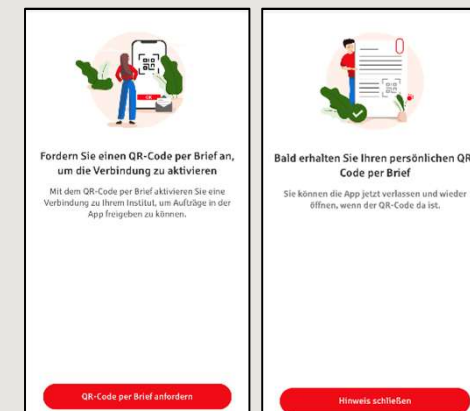 Fordern Sie einen QR-Code per Brief an,
um die Verbindung zu aktivieren
Mit dem QR-Code per Brief aktivieren Sie eine
Verbindung zu Ihrem Institut, um Aufträge in der
App freigeben zu können.
QR-Code per Brief anfordern
Bald erhalten Sie Ihren persönlichen QR
Code per Brief
Sie können die App jetzt verlassen und wieder
öffnen, wenn der QR-Code da ist.
Hinweis schließen